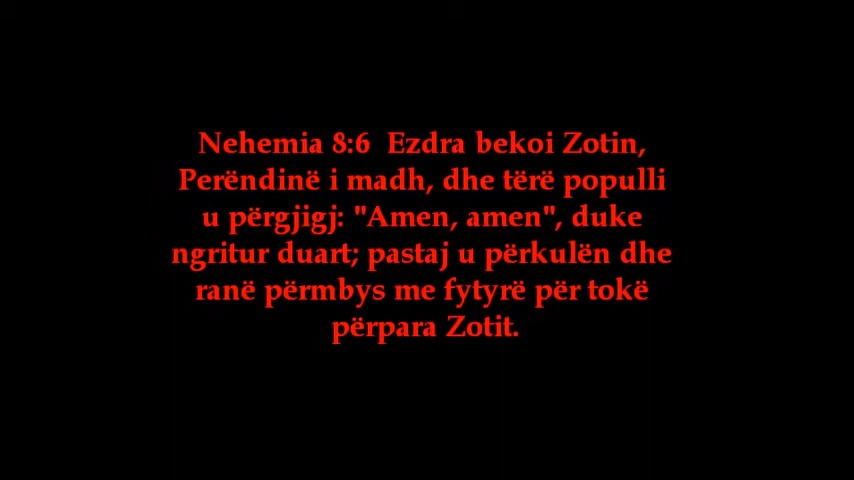 Nehemia 8:6  Ezdra bekoi Zotin,
Perëndinë i madh, dhe tërë populli
u përgjigj: "Amen, amen", duke
ngritur duart; pastaj u përkulën dhe
ranë përmbys me fytyrë për tokë
përpara Zotit.